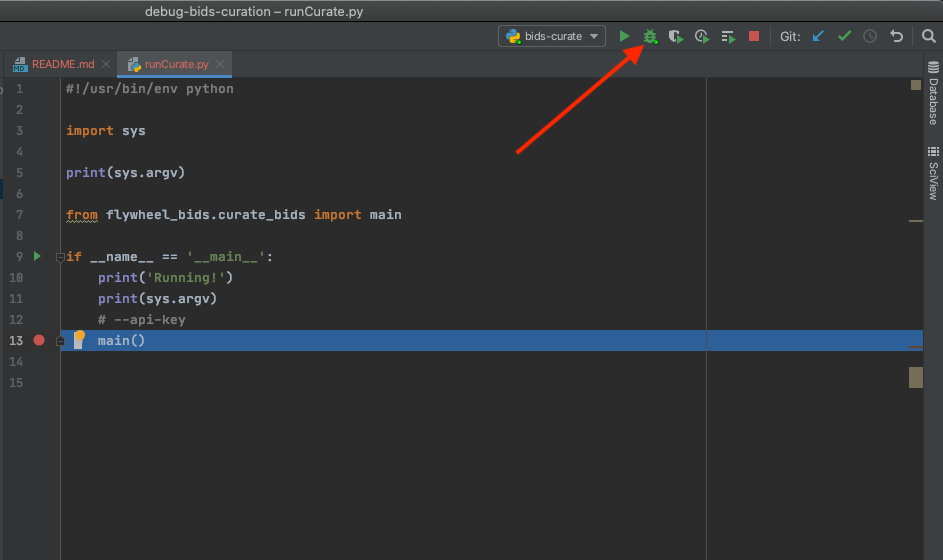 debug-bids-curation – runCurate.py
bids-curate
Git:
README.md
runCurate.py
1 #!/usr/bin/env python
2
3 import sys
4
5 print(sys.argv)
6
7 from flywheel_bids.curate_bids import main
8
9 if __name__ == '__main__':
10 print('Running!')
11 print(sys.argv)
12 # --api-key
13 main()
14
15
Database
SciView
MD